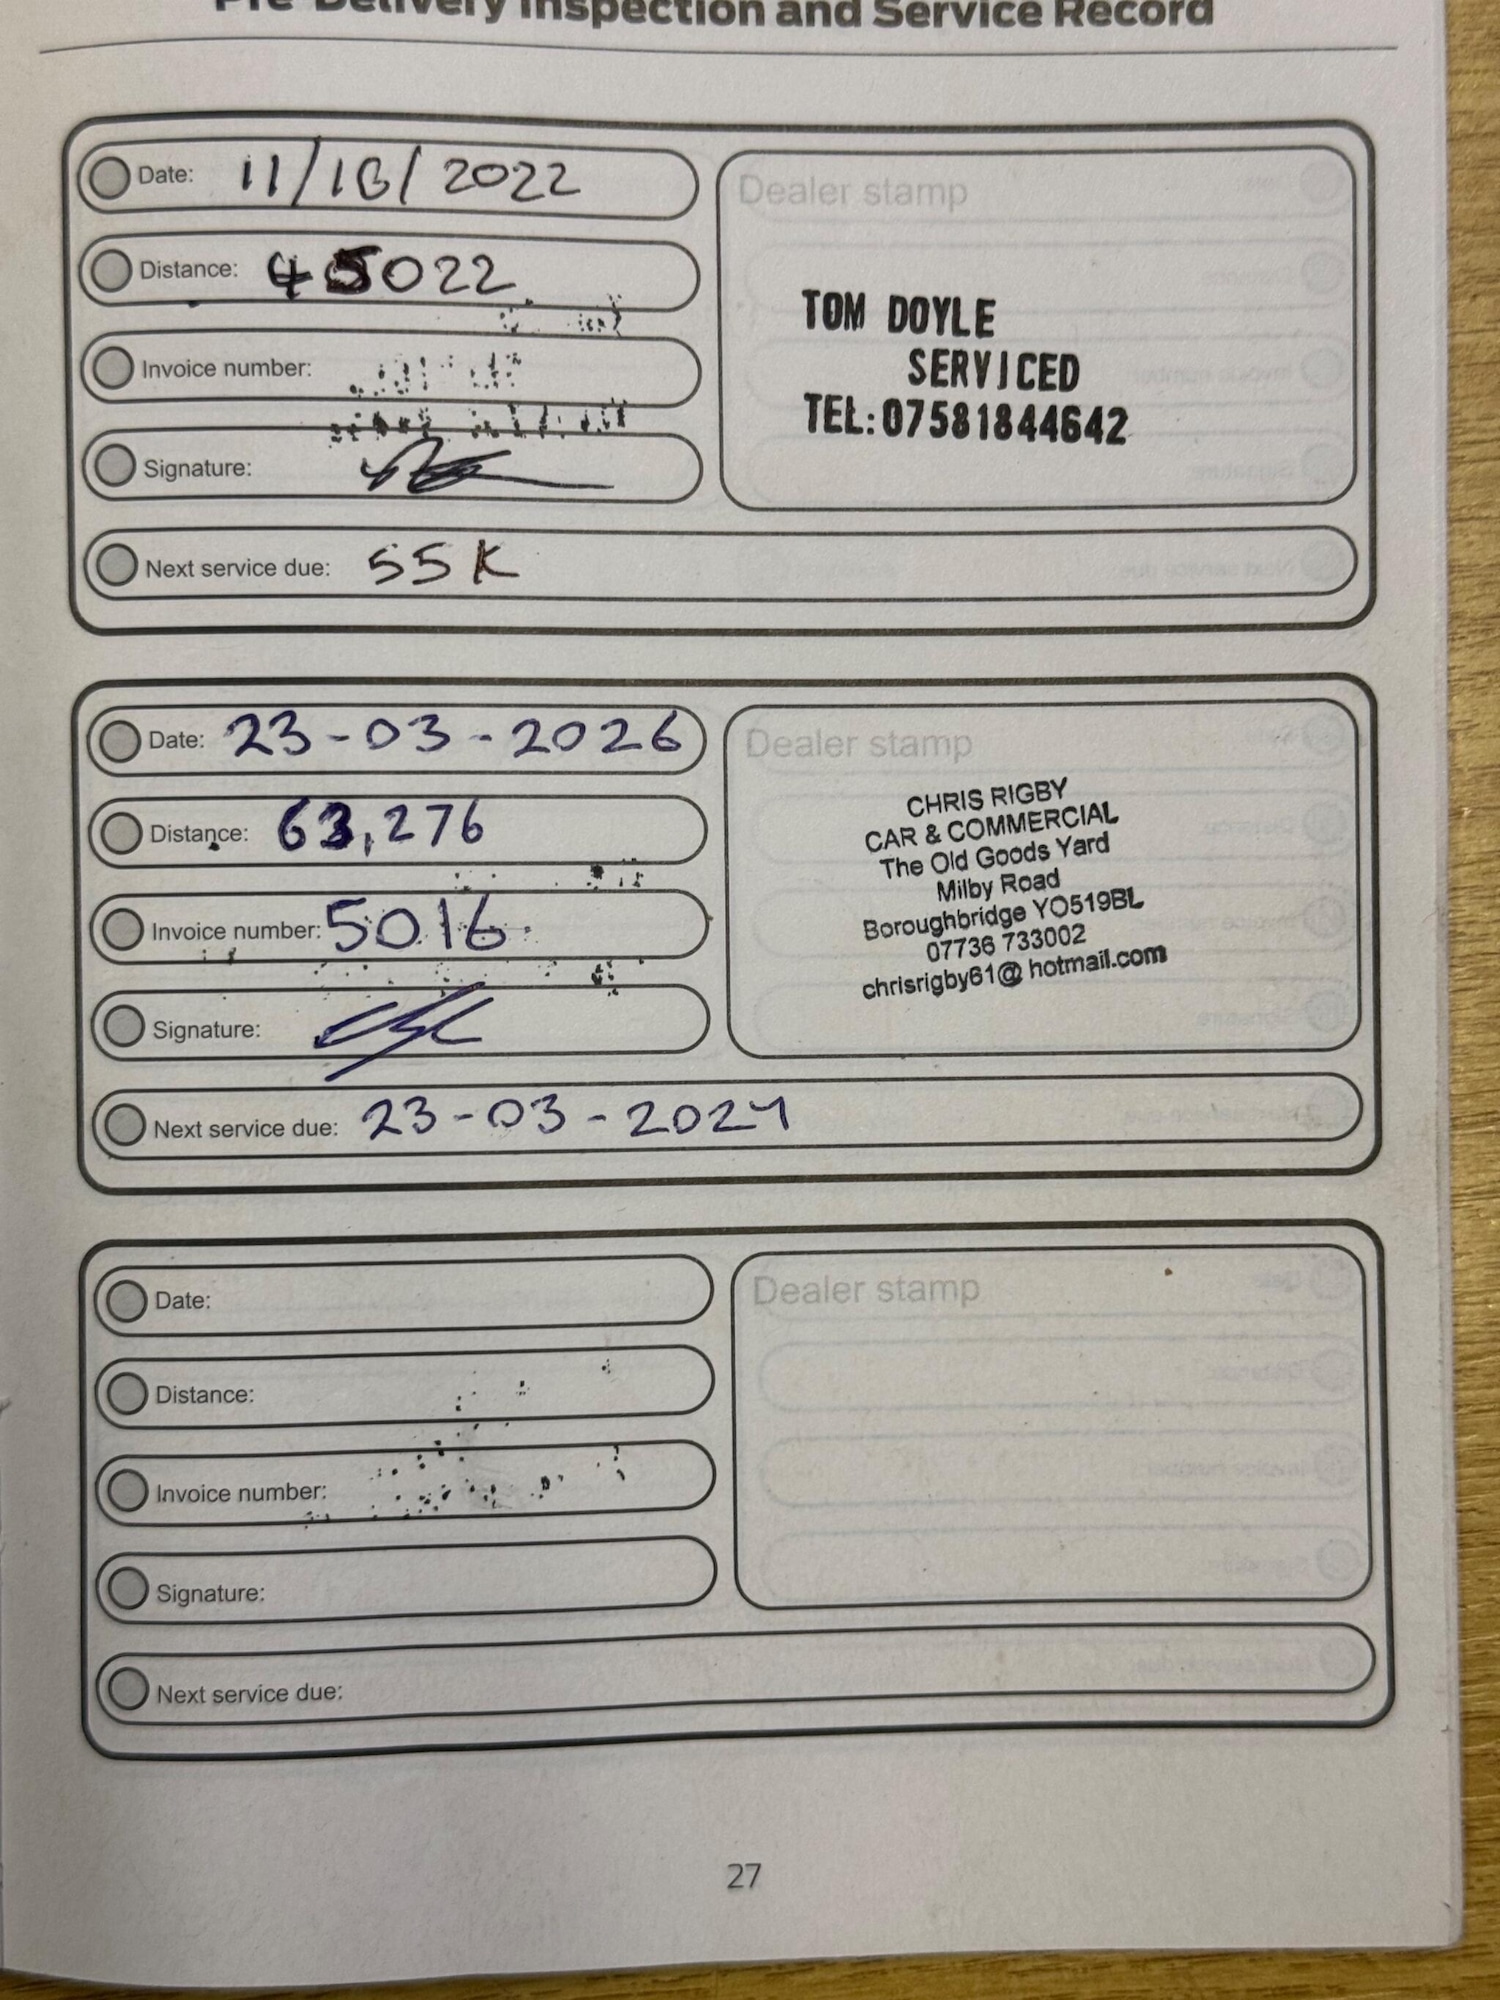 Pre-Delivery Inspection and Service Record
Date: 11/10/2022
Distance: 45022
Invoice number:
Signature:
Next service due: 55K
Dealer stamp
TOM DOYLE
SERVICED
TEL:07581844642
Date: 23-03-2026
Distance: 63,276
Invoice number: 5016
Signature:
Next service due: 23-03-2027
Dealer stamp
CHRIS RIGBY
CAR & COMMERCIAL
The Old Goods Yard
Milby Road
Boroughbridge YO519BL
07736 733002
chrisrigby61@hotmail.com
Date:
Distance:
Invoice number:
Signature:
Next service due:
Dealer stamp
27